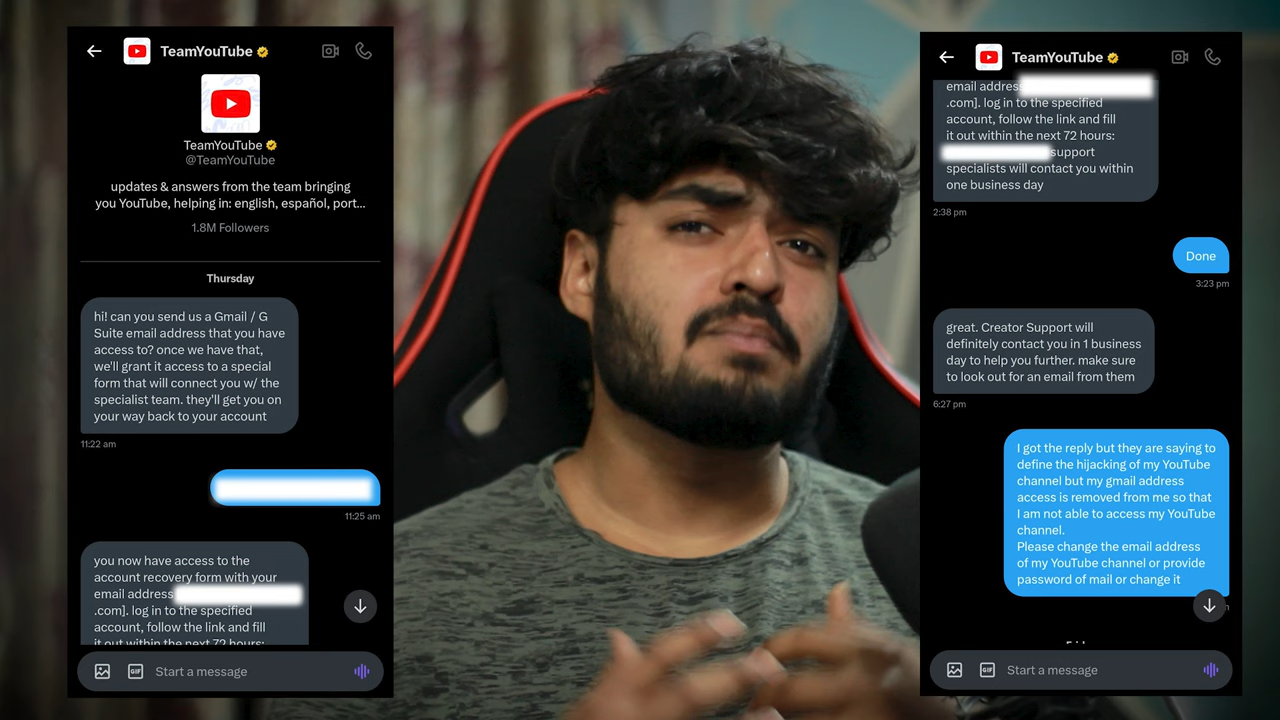 TeamYouTube
TeamYouTube
@TeamYouTube
updates & answers from the team bringing
you YouTube, helping in: english, español, port...
1.8M Followers
Thursday
hi! can you send us a Gmail / G
Suite email address that you have
access to? once we have that,
we'll grant it access to a special
form that will connect you w/ the
specialist team. they'll get you on
your way back to your account
11:22 am
11:25 am
you now have access to the
account recovery form with your
email address
.com]. log in to the specified
account, follow the link and fill
it out within the next 72 hours:
GIF
Start a message
TeamYouTube
email address
.com]. log in to the specified
account, follow the link and fill
it out within the next 72 hours:
support
specialists will contact you within
one business day
2:38 pm
Done
3:23 pm
great. Creator Support will
definitely contact you in 1 business
day to help you further. make sure
to look out for an email from them
6:27 pm
I got the reply but they are saying to
define the hijacking of my YouTube
channel but my gmail address
access is removed from me so that
I am not able to access my YouTube
channel.
Please change the email address
of my YouTube channel or provide
password of mail or change it
GIF
Start a message